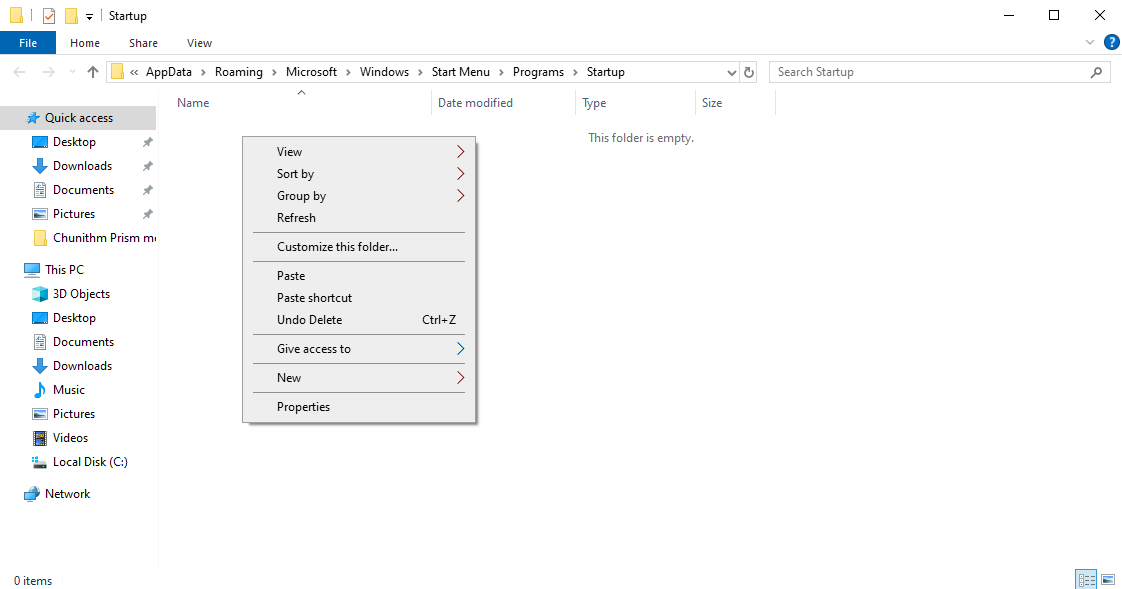 Startup
File Home Share View
« AppData › Roaming › Microsoft › Windows › Start Menu › Programs › Startup
Search Startup
Name Date modified Type Size
This folder is empty.
Quick access
Desktop
Downloads
Documents
Pictures
Chunithm Prism
This PC
3D Objects
Desktop
Documents
Downloads
Music
Pictures
Videos
Local Disk (C:)
Network
View
Sort by
Group by
Refresh
Customize this folder...
Paste
Paste shortcut
Undo Delete Ctrl+Z
Give access to
New
Properties
0 items